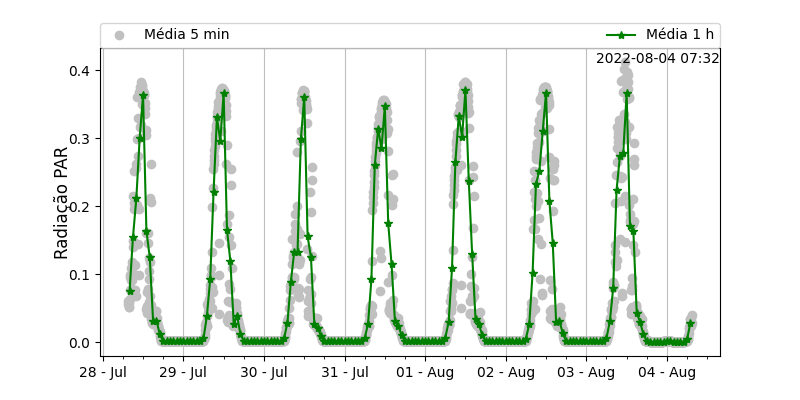 Média 5 min
Média 1 h
2022-08-04 07:32
Radiação PAR
0.4
0.3
0.2
0.1
0.0
28 - Jul
29 - Jul
30 - Jul
31 - Jul
01 - Aug
02 - Aug
03 - Aug
04 - Aug